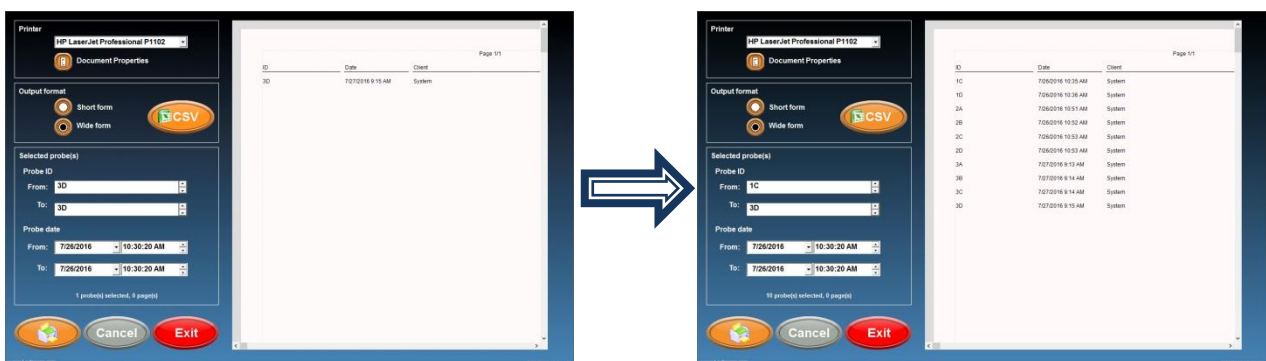 Printer
HP LaserJet Professional P1102
Document Properties
Output format
Short form
Wide form
CSV
Selected probe(s)
Probe ID
From: 3D
To: 3D
Probe date
From: 7/26/2016 10:30:20 AM
To: 7/26/2016 10:30:20 AM
1 probe(s) selected, 0 page(s)
Cancel Exit
Page 1/1
ID Date Client
3D 7/27/2016 9:15 AM System
Printer
HP LaserJet Professional P1102
Document Properties
Output format
Short form
Wide form
CSV
Selected probe(s)
Probe ID
From: 1C
To: 3D
Probe date
From: 7/26/2016 10:30:20 AM
To: 7/26/2016 10:30:20 AM
10 probe(s) selected, 0 page(s)
Cancel Exit
Page 1/1
ID Date Client
1C 7/26/2016 10:35 AM System
1D 7/26/2016 10:36 AM System
2A 7/26/2016 10:51 AM System
2B 7/26/2016 10:52 AM System
2C 7/26/2016 10:53 AM System
2D 7/26/2016 10:53 AM System
3A 7/27/2016 9:13 AM System
3B 7/27/2016 9:14 AM System
3C 7/27/2016 9:14 AM System
3D 7/27/2016 9:15 AM System